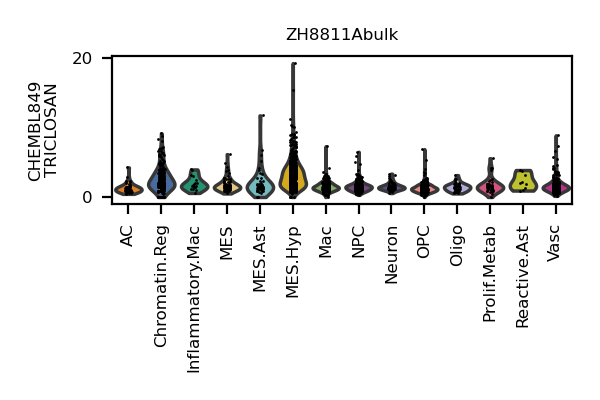 ZH8811Abulk
CHEMBL849
TRICLOSAN
20
0
AC
Chromatin.Reg
Inflammatory.Mac
MES
MES.Ast
MES.Hyp
Mac
NPC
Neuron
OPC
Oligo
Prolif.Metab
Reactive.Ast
Vasc